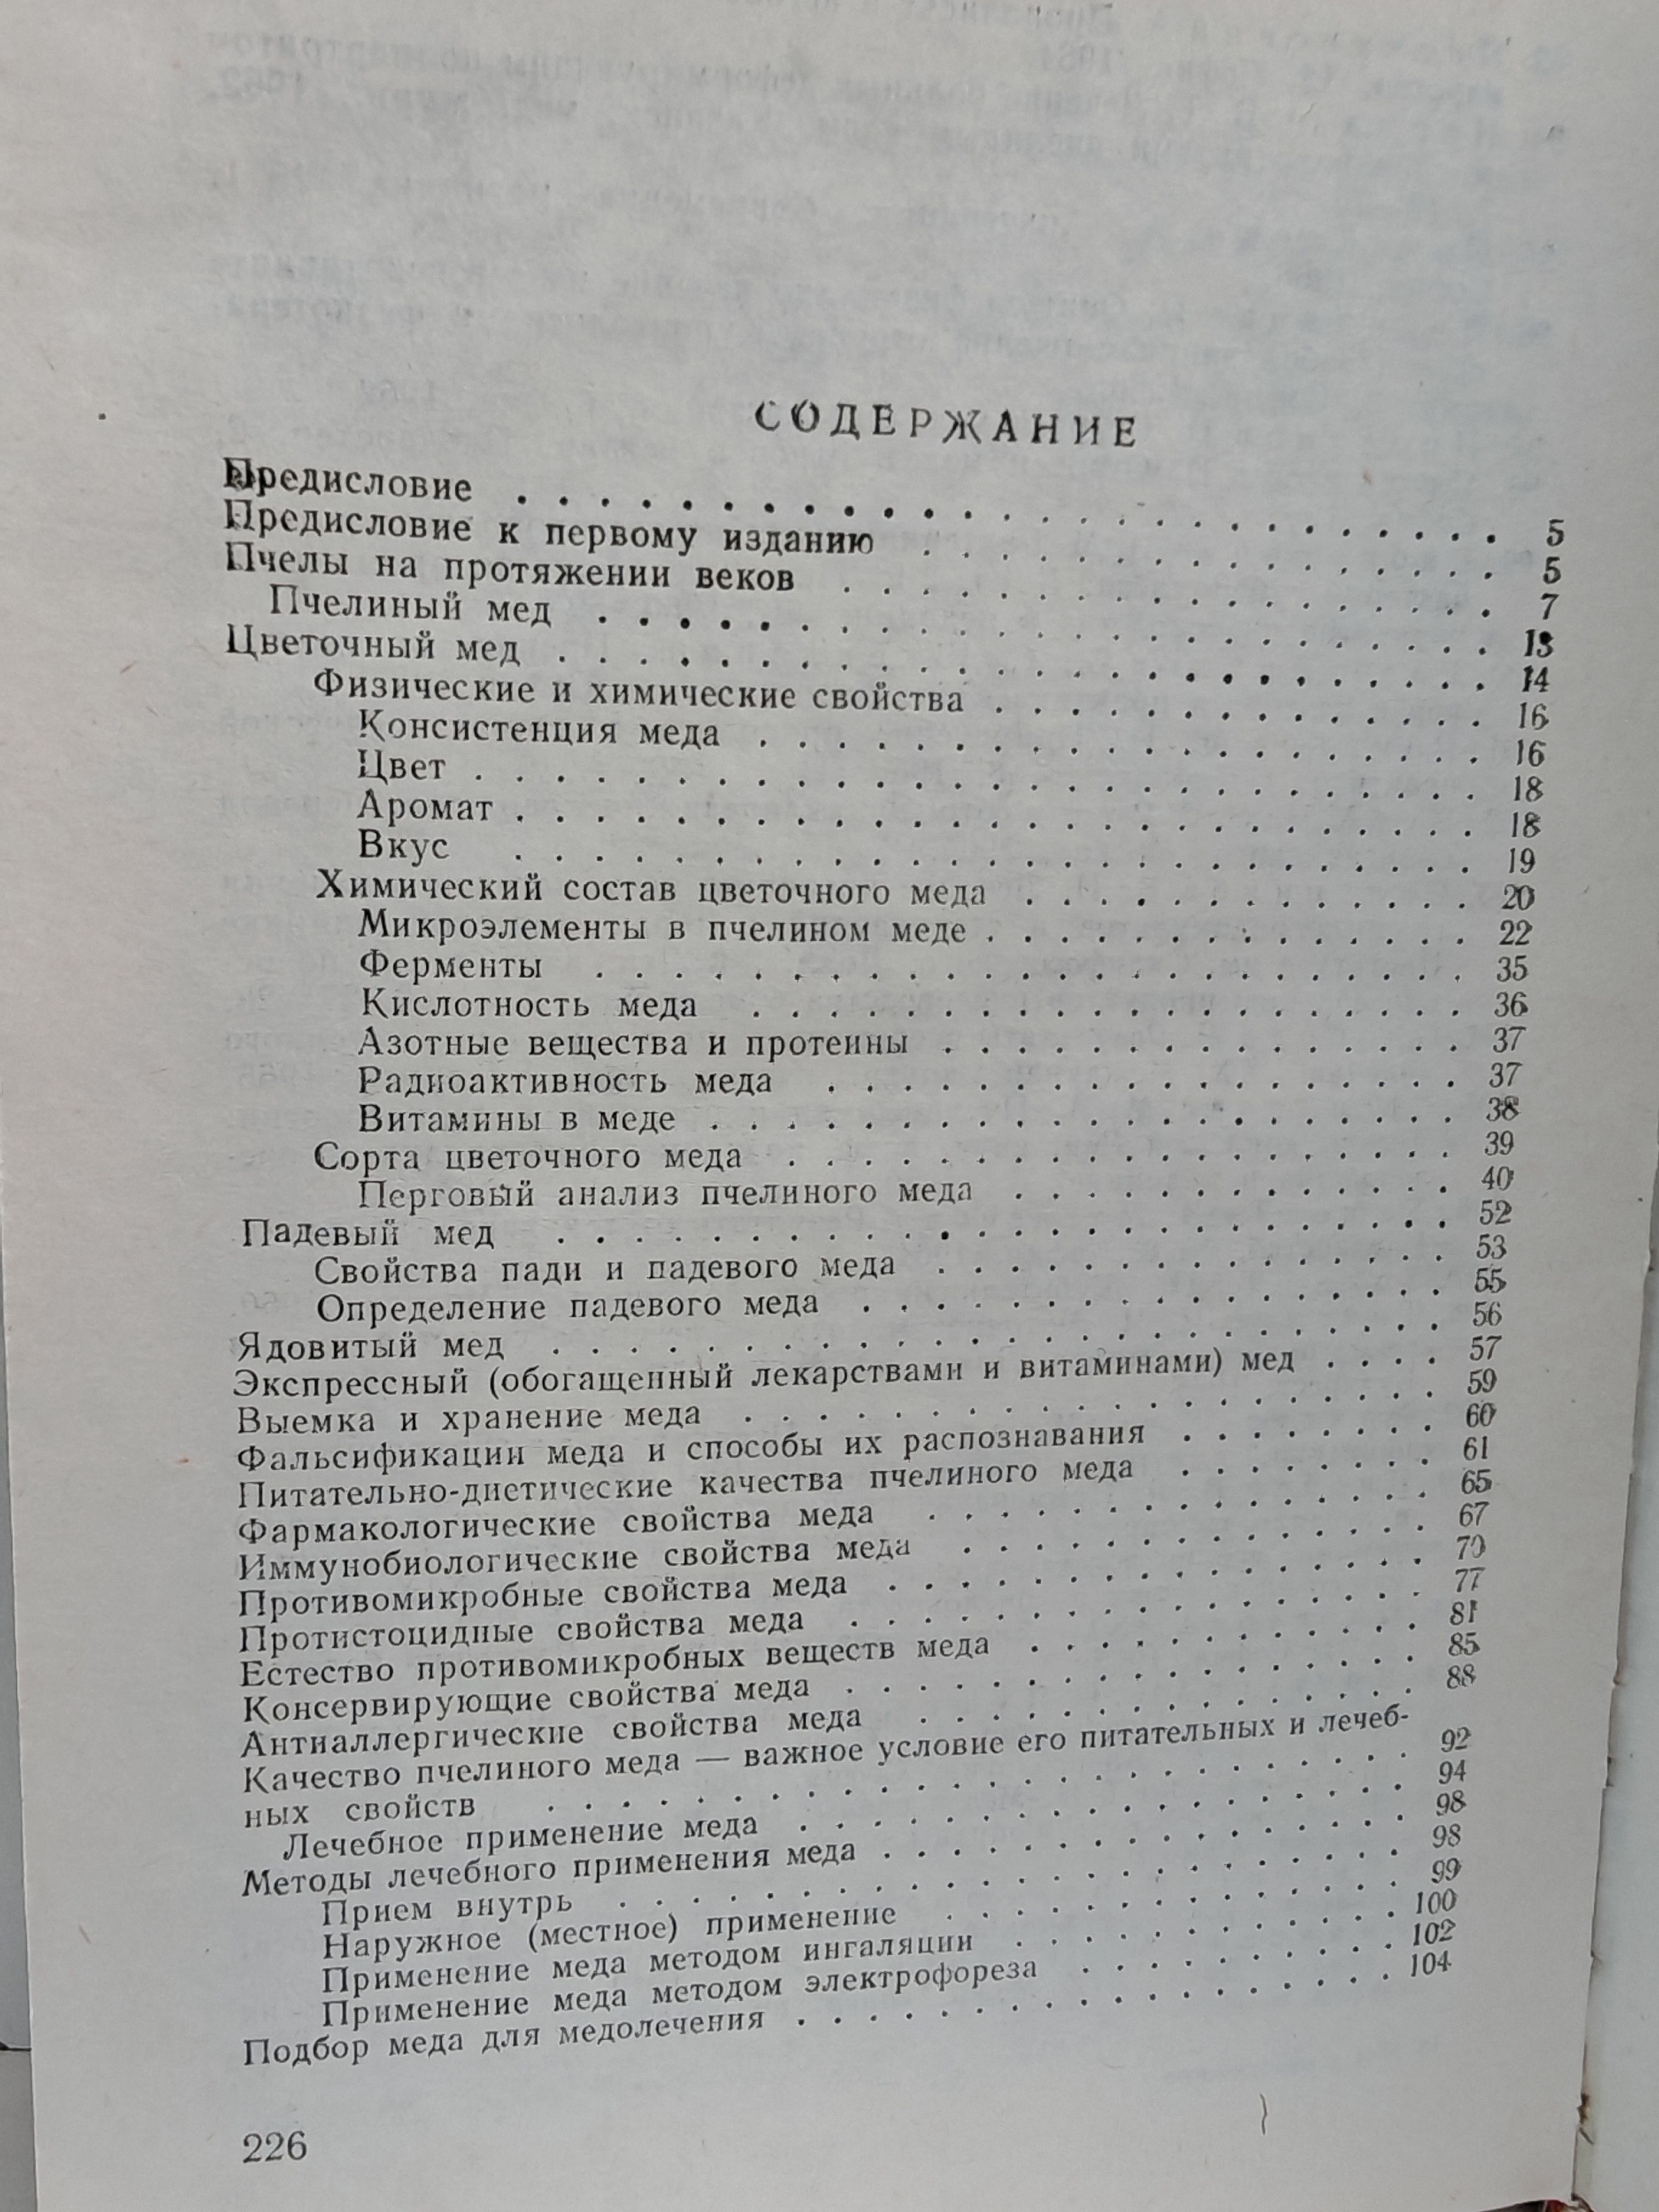 СОДЕРЖАНИЕ
Предисловие . . . . . . . . . . . . . . . . . . . . 5
Предисловие к первому изданию . . . . . . . . . . . . . . . 5
Пчелы на протяжении веков . . . . . . . . . . . . . . . . . 7
Пчелиный мед . . . . . . . . . . . . . . . . . . . . 13
Цветочный мед . . . . . . . . . . . . . . . . . . . . 14
Физические и химические свойства . . . . . . . . . . . . . 16
Консистенция меда . . . . . . . . . . . . . . . . . . . 16
Цвет . . . . . . . . . . . . . . . . . . . . 18
Аромат . . . . . . . . . . . . . . . . . . . . 18
Вкус . . . . . . . . . . . . . . . . . . . . 19
Химический состав цветочного меда . . . . . . . . . . . . 20
Микроэлементы в пчелином меде . . . . . . . . . . . . . 22
Ферменты . . . . . . . . . . . . . . . . . . . . 35
Кислотность меда . . . . . . . . . . . . . . . . . . . 36
Азотные вещества и протеины . . . . . . . . . . . . . . 37
Радиоактивность меда . . . . . . . . . . . . . . . . . 37
Витамины в меде . . . . . . . . . . . . . . . . . . . . 38
Сорта цветочного меда . . . . . . . . . . . . . . . . . . 39
Перговый анализ пчелиного меда . . . . . . . . . . . . 40
Падевый мед . . . . . . . . . . . . . . . . . . . . 52
Свойства пади и падевого меда . . . . . . . . . . . . . . 53
Определение падевого меда . . . . . . . . . . . . . . . . 55
Ядовитый мед . . . . . . . . . . . . . . . . . . . . 56
Экспрессный (обогащенный лекарствами и витаминами) мед . . . . 57
Выемка и хранение меда . . . . . . . . . . . . . . . . . . 59
Фальсификации меда и способы их распознавания . . . . . . . 60
Питательно-диетические качества пчелиного меда . . . . . . . 61
Фармакологические свойства меда . . . . . . . . . . . . . 65
Иммунобиологические свойства меда . . . . . . . . . . . . 67
Противомикробные свойства меда . . . . . . . . . . . . . . 70
Протистоцидные свойства меда . . . . . . . . . . . . . . . 77
Естество противомикробных веществ меда . . . . . . . . . . 81
Консервирующие свойства меда . . . . . . . . . . . . . . . 85
Антиаллергические свойства меда . . . . . . . . . . . . . 88
Качество пчелиного меда — важное условие его питательных и лечеб-
ных свойств . . . . . . . . . . . . . . . . . . . . 92
Лечебное применение меда . . . . . . . . . . . . . . . . 94
Методы лечебного применения меда . . . . . . . . . . . . . . 98
Прием внутрь . . . . . . . . . . . . . . . . . . . . 98
Наружное (местное) применение . . . . . . . . . . . . 99
Применение меда методом ингаляции . . . . . . . . . . 100
Применение меда методом электрофореза . . . . . . . . 102
Подбор меда для медолечения . . . . . . . . . . . . . . . 104
226